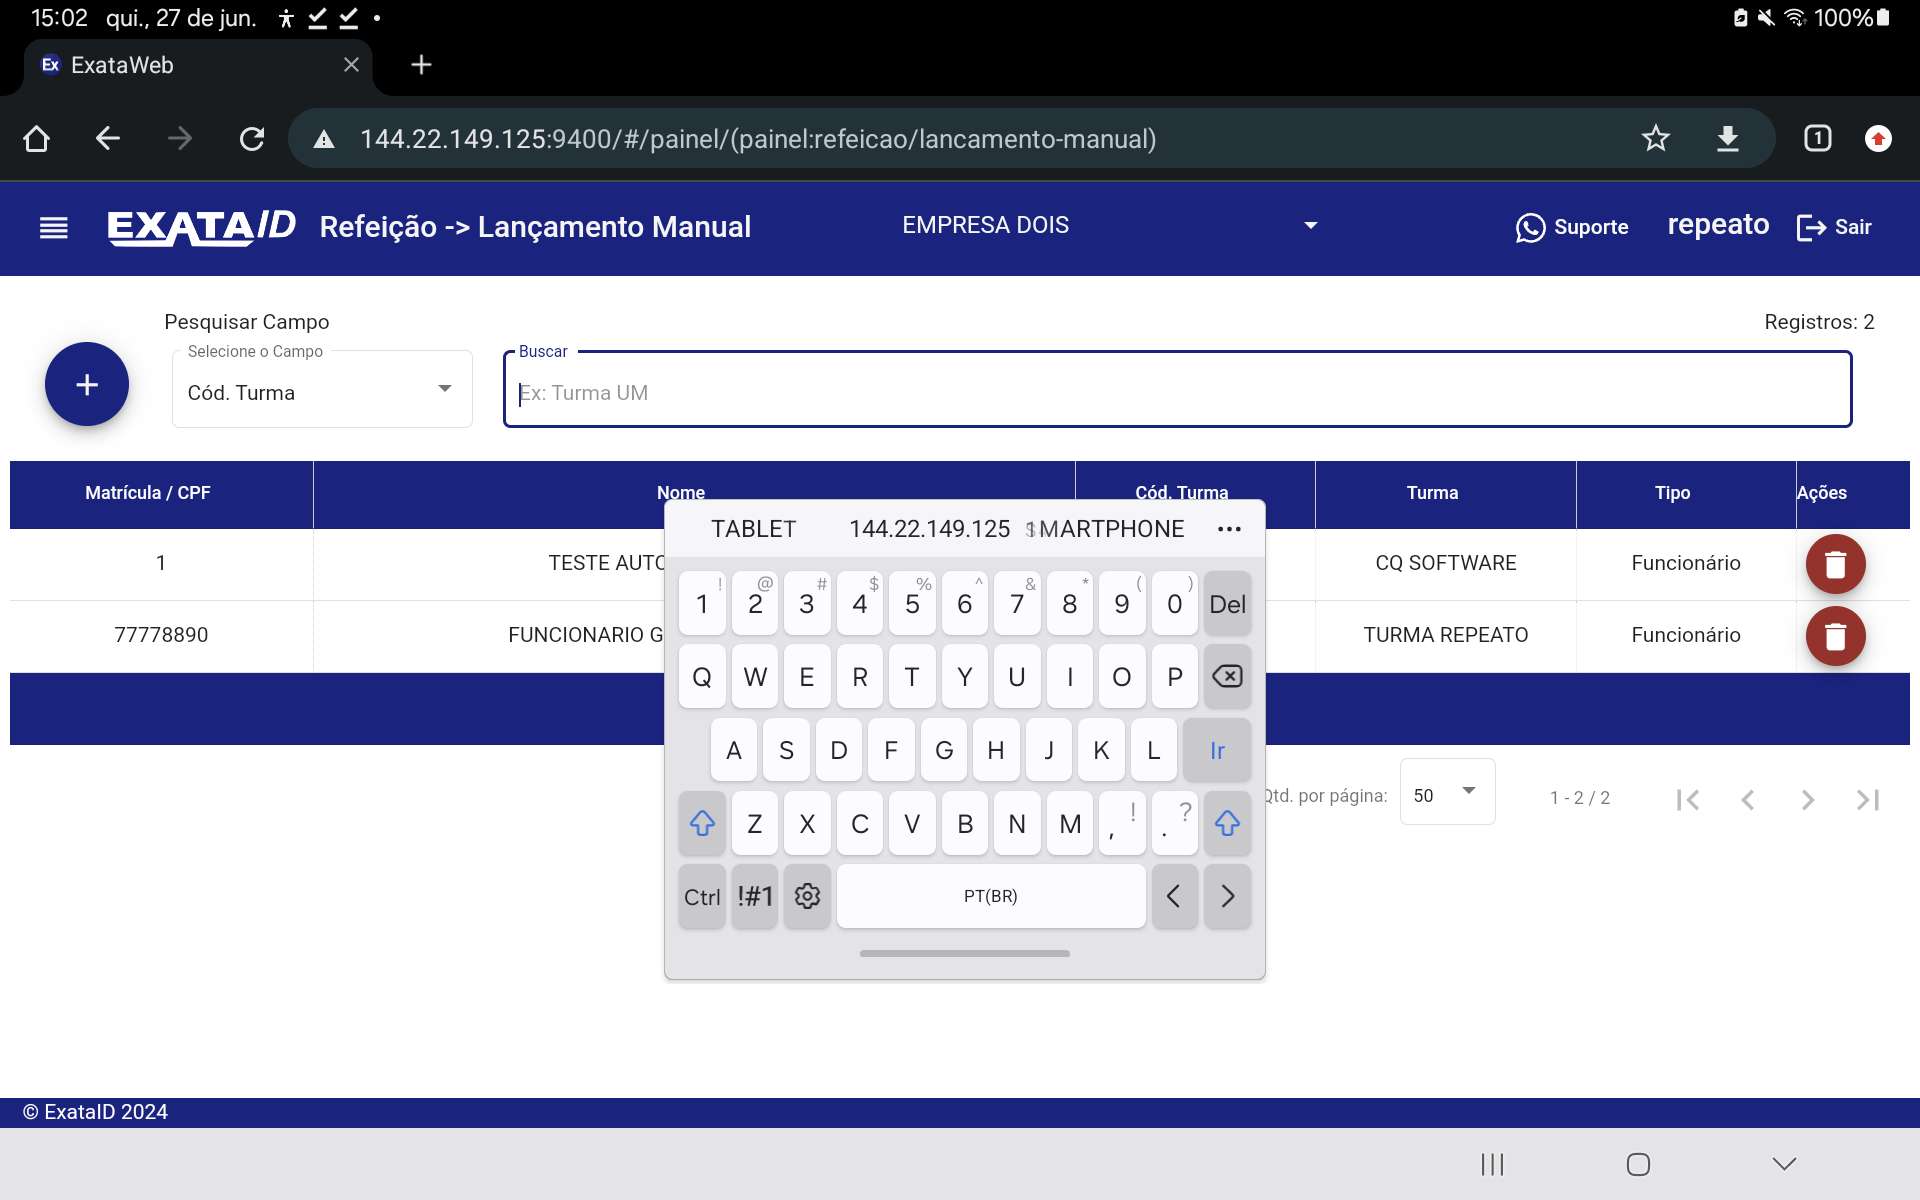 15:02 qui., 27 de jun. 100%
ExataWeb
144.22.149.125:9400/#/painel/(painel:refeicao/lancamento-manual) 1
EXATAID Refeição -> Lançamento Manual EMPRESA DOIS Suporte repeato Sair
Pesquisar Campo Registros: 2
Selecione o Campo Buscar
Cód. Turma Ex: Turma UM
Matrícula / CPF Nome Cód. Turma Turma Tipo Ações
1 TESTE AUTO CQ SOFTWARE Funcionário
77778890 FUNCIONARIO G TURMA REPEATO Funcionário
TABLET 144.22.149.125 SMARTPHONE
! @ # $ % ^ & * ( )
1 2 3 4 5 6 7 8 9 0 Del
Q W E R T Y U I O P
A S D F G H J K L Ir
Z X C V B N M , ! . ?
Ctrl !#1 PT(BR)
Qtd. por página: 50 1 - 2 / 2
© ExataID 2024